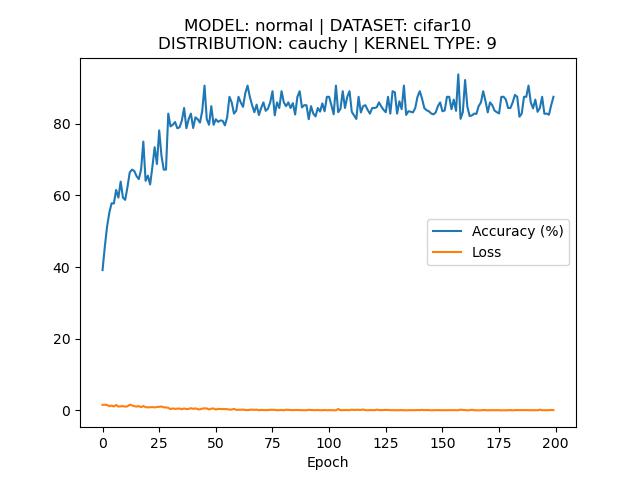 MODEL: normal | DATASET: cifar10
DISTRIBUTION: cauchy | KERNEL TYPE: 9
80
60
40
20
0
Accuracy (%)
Loss
0 25 50 75 100 125 150 175 200
Epoch